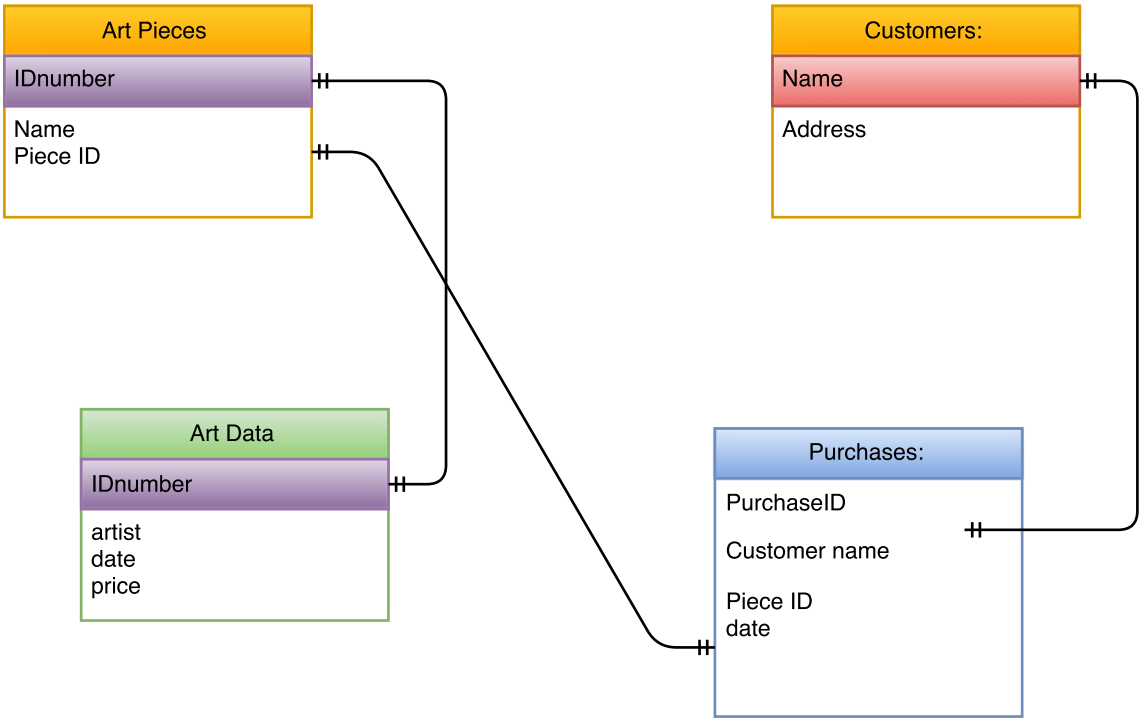 Art Pieces
IDnumber
Name
Piece ID
Customers:
Name
Address
Art Data
IDnumber
artist
date
price
Purchases:
PurchaseID
Customer name
Piece ID
date